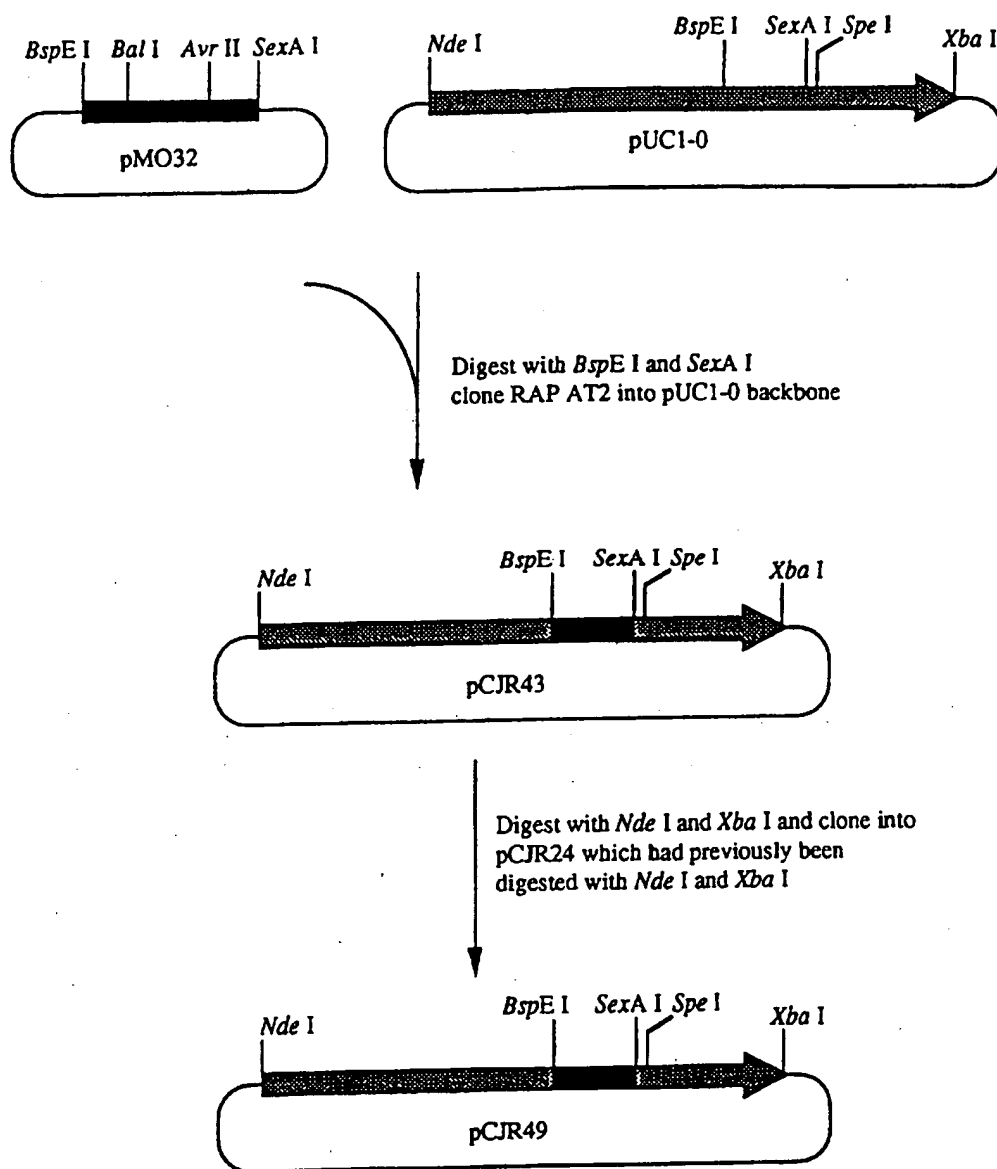 BspE I Bal I Avr II SexA I
pMO32
Nde I BspE I SexA I Spe I Xba I
pUC1-0
Digest with BspE I and SexA I
clone RAP AT2 into pUC1-0 backbone
Nde I BspE I SexA I Spe I Xba I
pCJR43
Digest with Nde I and Xba I and clone into
pCJR24 which had previously been
digested with Nde I and Xba I
Nde I BspE I SexA I Spe I Xba I
pCJR49